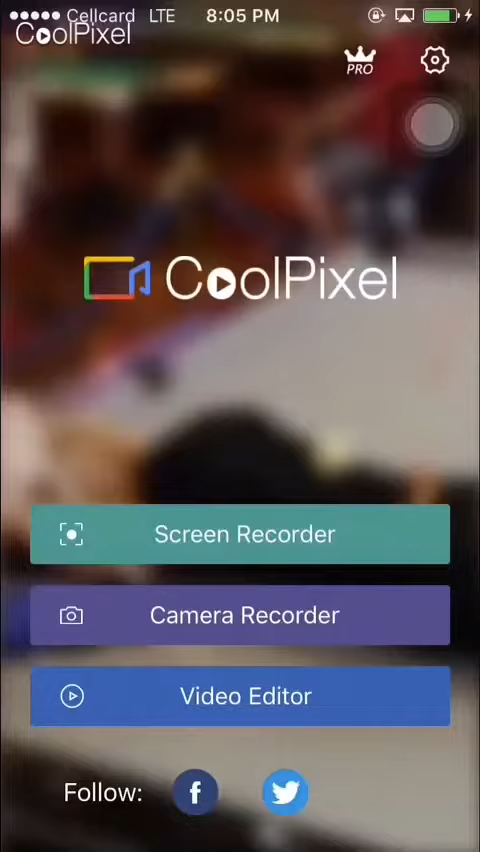 Cellcard LTE 8:05 PM
CoolPixel
PRO
CoolPixel
Screen Recorder
Camera Recorder
Video Editor
Follow: